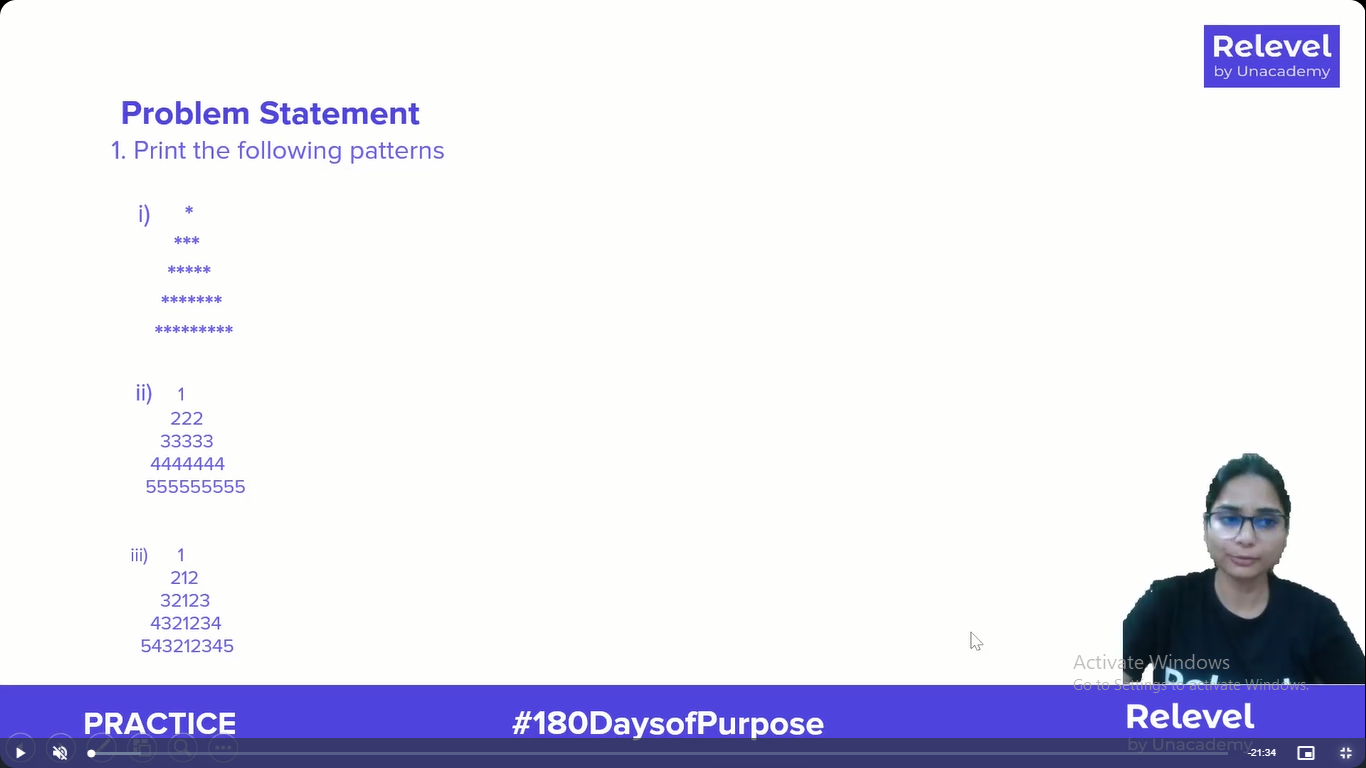 Relevel
by Unacademy
Problem Statement
1. Print the following patterns
i) *
***
*****
*******
*********
ii) 1
222
33333
4444444
555555555
iii) 1
212
32123
4321234
543212345
Activate Windows
Go to Settings to activate Windows.
PRACTICE
#180DaysofPurpose
Relevel
by Unacademy
-21:34